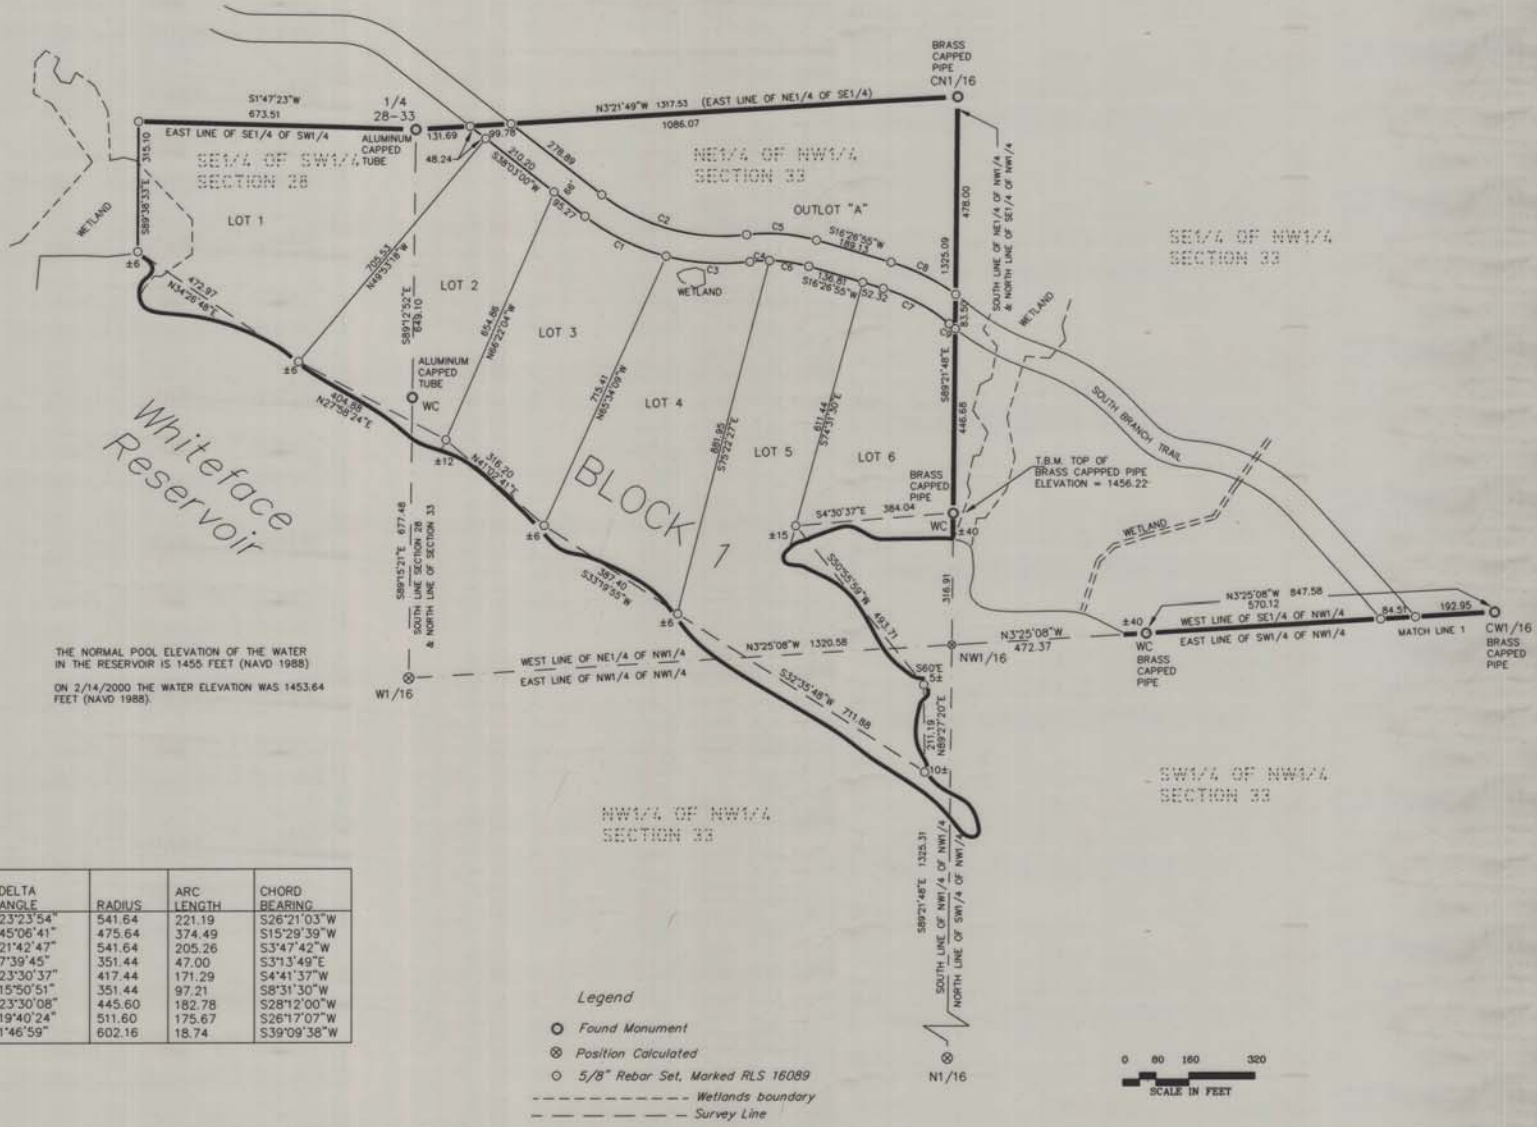 BRASS
CAPPED
PIPE
CN1/16
S1°47'23"W
673.51
EAST LINE OF SE1/4 OF SW1/4
1/4
28-33
ALUMINUM
CAPPED
TUBE
131.69
99.78
48.24
N3°21'49"W 1317.53 (EAST LINE OF NE1/4 OF SE1/4)
1086.07
315.10
S89°38'33"E
SE1/4 OF SW1/4
SECTION 28
LOT 1
WETLAND
±6
472.97
N34°26'48"E
705.53
N49°53'18"W
210.20
S38°03'00"W
278.89
66'
95.27
NE1/4 OF NW1/4
SECTION 33
OUTLOT "A"
C1
C2
C3
C4
C5
C6
S16°26'55"W
189.13
136.81
S16°26'55"W
52.32
C7
C8
C9
WETLAND
478.00
1325.09
83.50
SOUTH LINE OF NE1/4 OF NW1/4
& NORTH LINE OF SE1/4 OF NW1/4
SE1/4 OF NW1/4
SECTION 33
WETLAND
LOT 2
S89°12'52"E
649.10
654.86
N66°22'04"W
LOT 3
715.41
N65°34'09"W
LOT 4
881.95
S75°22'27"E
LOT 5
611.44
S74°31'30"E
LOT 6
S89°21'48"E
446.68
SOUTH BRANCH TRAIL
ALUMINUM
CAPPED
TUBE
WC
±6
404.88
N27°58'24"E
±12
316.20
N41°02'41"E
±6
Whiteface
Reservoir
BLOCK 1
BRASS
CAPPED
PIPE
WC
T.B.M. TOP OF
BRASS CAPPPED PIPE
ELEVATION = 1456.22
S4°30'37"E 384.04
±15
±40
WETLAND
S89°15'21"E 677.48
SOUTH LINE SECTION 28
& NORTH LINE OF SECTION 33
387.40
S33°19'55"W
±6
S50°55'59"W
493.71
316.91
N3°25'08"W 847.58
570.12
WEST LINE OF SE1/4 OF NW1/4
EAST LINE OF SW1/4 OF NW1/4
84.51
192.95
MATCH LINE 1
CW1/16
BRASS
CAPPED
PIPE
±40
WC
BRASS
CAPPED
PIPE
N3°25'08"W
472.37
NW1/16
N3°25'08"W 1320.58
WEST LINE OF NE1/4 OF NW1/4
EAST LINE OF NW1/4 OF NW1/4
W1/16
THE NORMAL POOL ELEVATION OF THE WATER
IN THE RESERVOIR IS 1455 FEET (NAVD 1988)
ON 2/14/2000 THE WATER ELEVATION WAS 1453.64
FEET (NAVD 1988).
S60°E
5±
S32°35'48"W 711.88
211.19
N89°27'20"E
10±
SW1/4 OF NW1/4
SECTION 33
NW1/4 OF NW1/4
SECTION 33
S89°21'48"E 1325.31
SOUTH LINE OF NW1/4 OF NW1/4
NORTH LINE OF SW1/4 OF NW1/4
N1/16
DELTA ANGLE RADIUS ARC LENGTH CHORD BEARING
23°23'54" 541.64 221.19 S26°21'03"W
45°06'41" 475.64 374.49 S15°29'39"W
21°42'47" 541.64 205.26 S3°47'42"W
7°39'45" 351.44 47.00 S3°13'49"E
23°30'37" 417.44 171.29 S4°41'37"W
15°50'51" 351.44 97.21 S8°31'30"W
23°30'08" 445.60 182.78 S28°12'00"W
19°40'24" 511.60 175.67 S26°17'07"W
1°46'59" 602.16 18.74 S39°09'38"W
Legend
Found Monument
Position Calculated
5/8" Rebar Set, Marked RLS 16089
Wetlands boundary
Survey Line
0 80 160 320
SCALE IN FEET